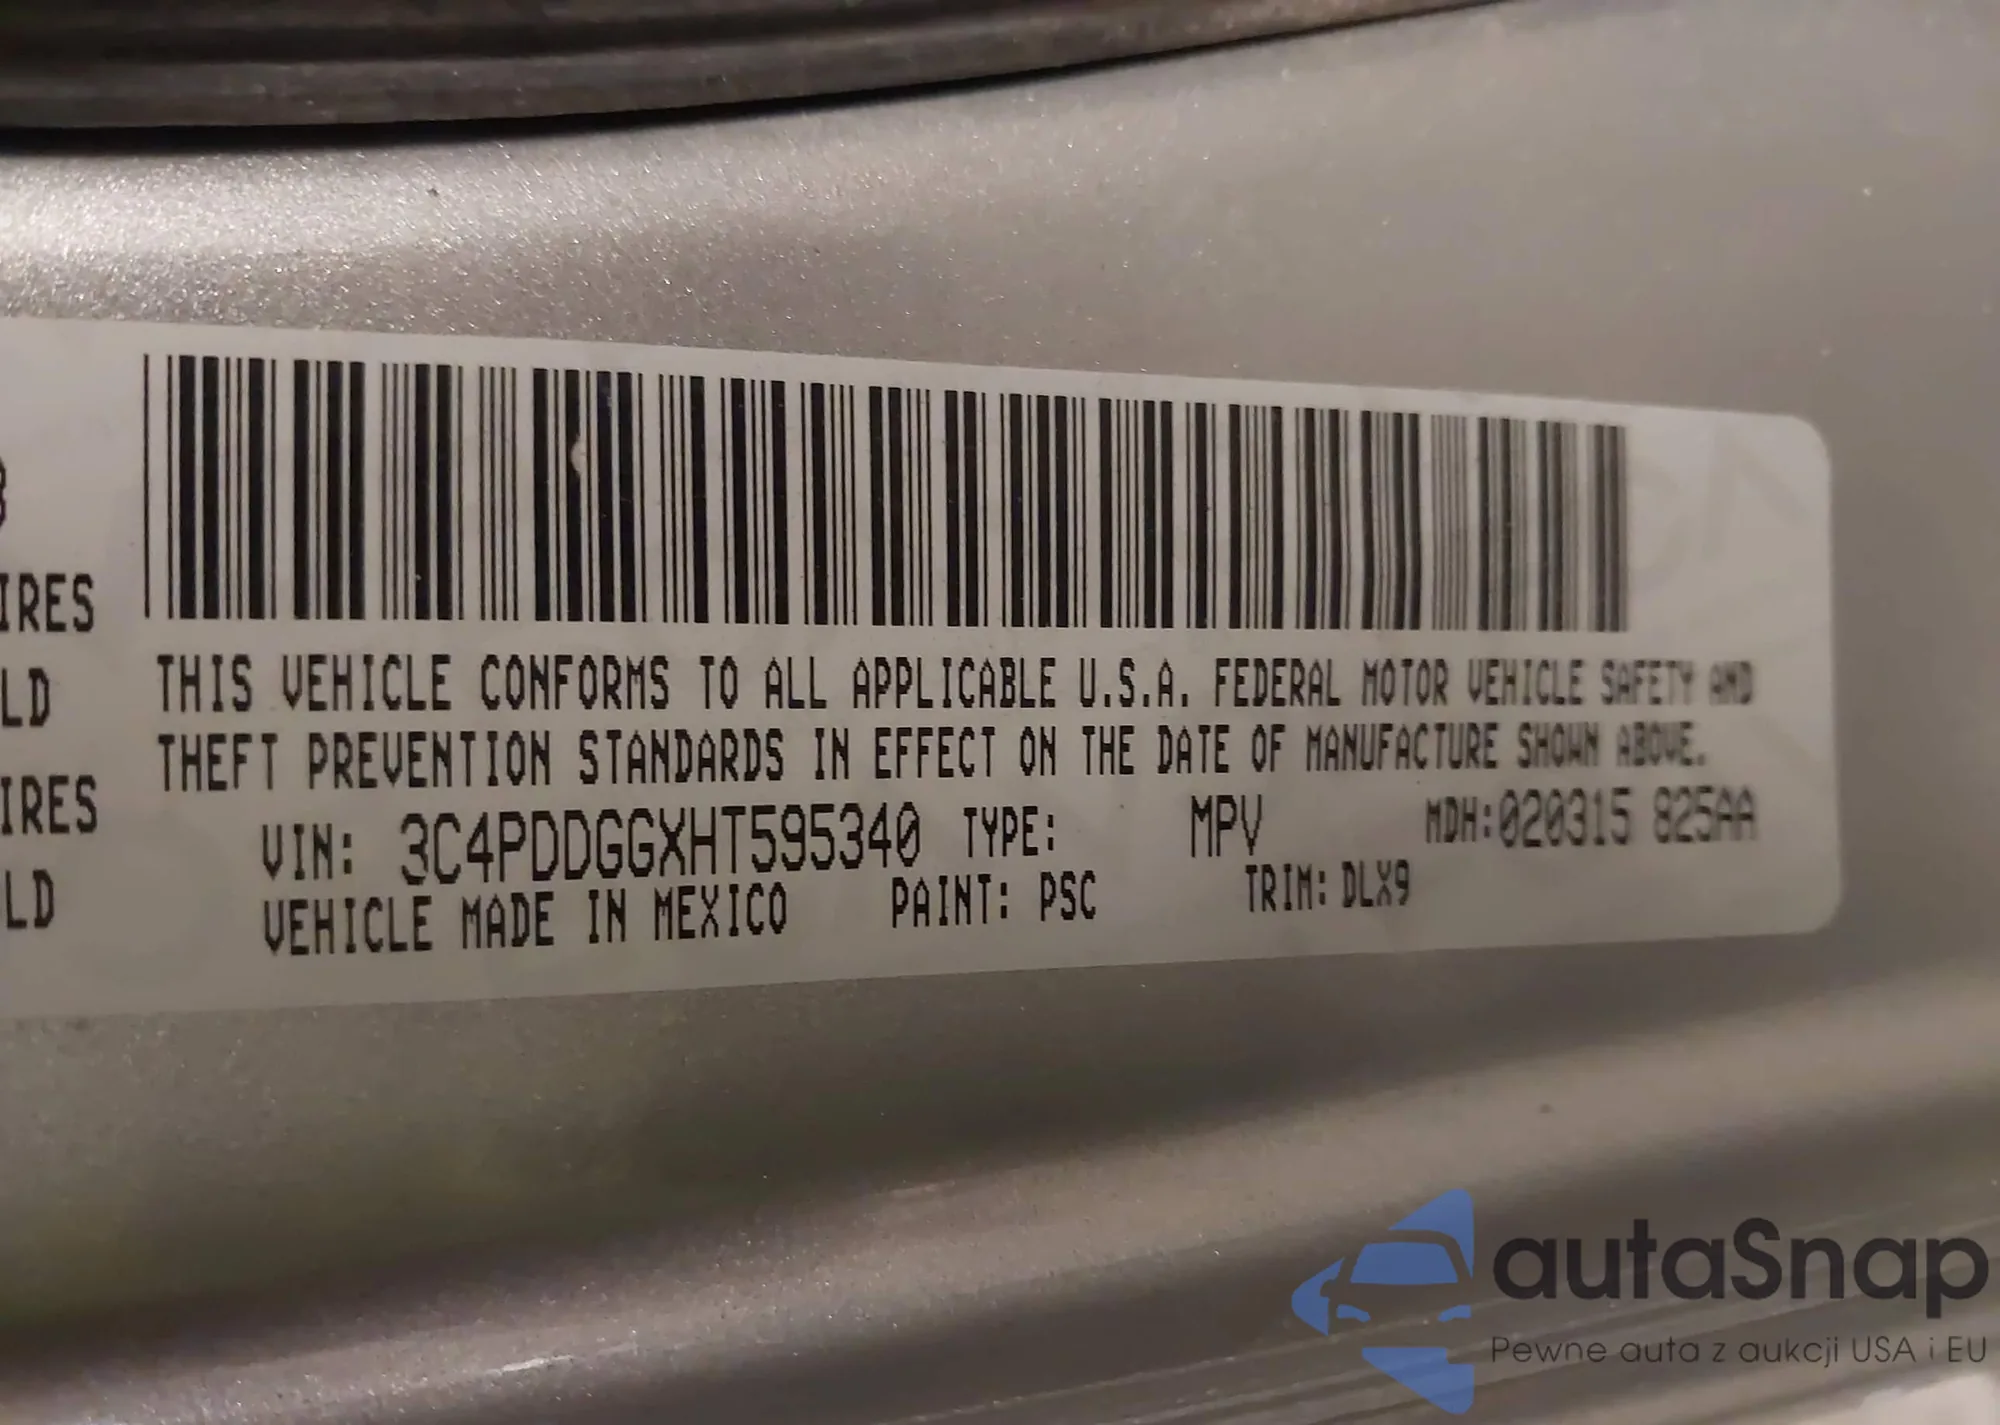 IRES
LD
IRES
LD
THIS VEHICLE CONFORMS TO ALL APPLICABLE U.S.A. FEDERAL MOTOR VEHICLE SAFETY AND
THEFT PREVENTION STANDARDS IN EFFECT ON THE DATE OF MANUFACTURE SHOWN ABOVE.
VIN: 3C4PDDGGXHT595340 TYPE: MPV MDH:020315 825AA
VEHICLE MADE IN MEXICO PAINT: PSC TRIM: DLX9
autaSnap
Pewne auta z aukcji USA i EU